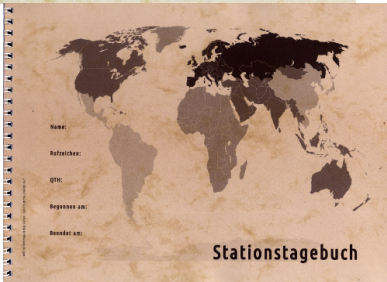 Name:
Rufzeichen:
QTH:
Begonnen am:
Beendet am:
Stationstagebuch